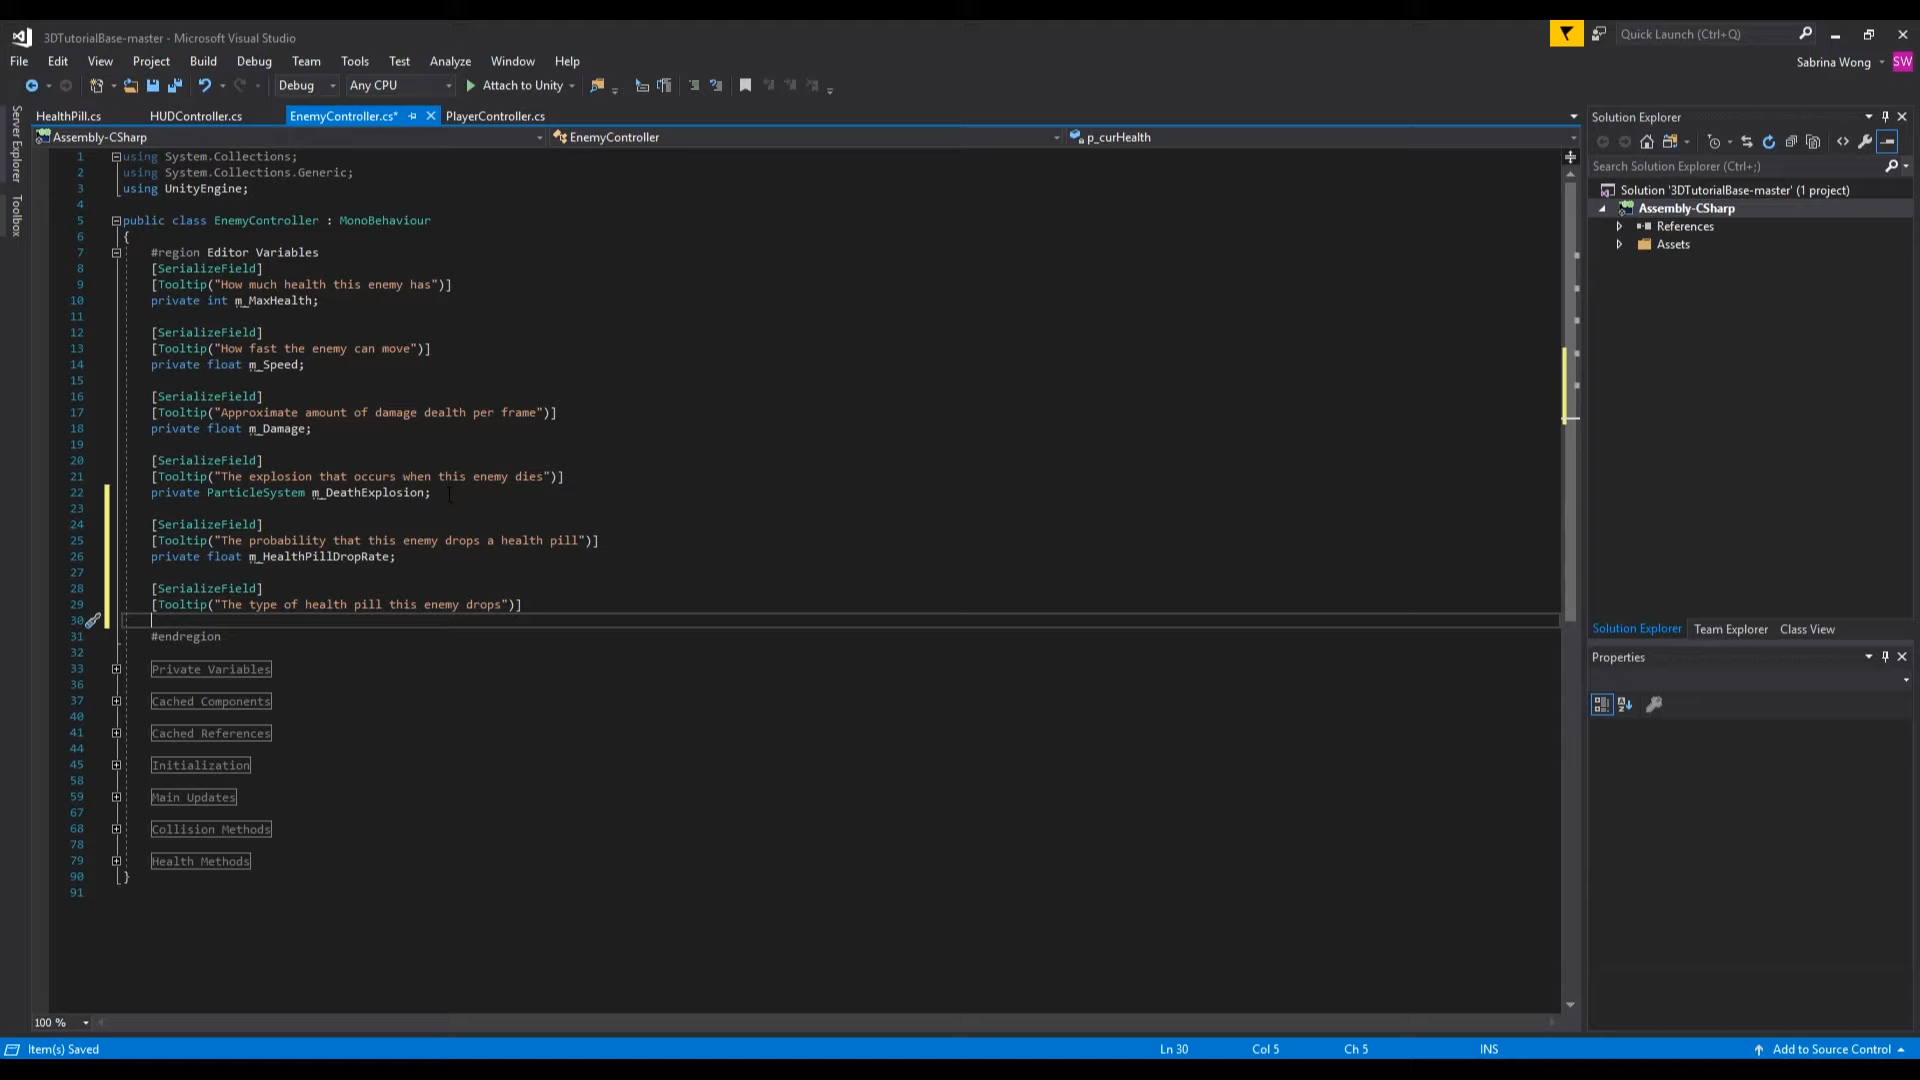 3DTutorialBase-master - Microsoft Visual Studio
Quick Launch (Ctrl+Q)
File Edit View Project Build Debug Team Tools Test Analyze Window Help
Sabrina Wong SW
Debug Any CPU Attach to Unity
HealthPill.cs HUDController.cs EnemyController.cs* PlayerController.cs
Assembly-CSharp EnemyController p_curHealth
Server Explorer
Toolbox
1 using System.Collections;
2 using System.Collections.Generic;
3 using UnityEngine;
4
5 public class EnemyController : MonoBehaviour
6 {
7 #region Editor Variables
8 [SerializeField]
9 [Tooltip("How much health this enemy has")]
10 private int m_MaxHealth;
11
12 [SerializeField]
13 [Tooltip("How fast the enemy can move")]
14 private float m_Speed;
15
16 [SerializeField]
17 [Tooltip("Approximate amount of damage dealth per frame")]
18 private float m_Damage;
19
20 [SerializeField]
21 [Tooltip("The explosion that occurs when this enemy dies")]
22 private ParticleSystem m_DeathExplosion;
23
24 [SerializeField]
25 [Tooltip("The probability that this enemy drops a health pill")]
26 private float m_HealthPillDropRate;
27
28 [SerializeField]
29 [Tooltip("The type of health pill this enemy drops")]
30
31 #endregion
32
33 Private Variables
36
37 Cached Components
40
41 Cached References
44
45 Initialization
58
59 Main Updates
67
68 Collision Methods
78
79 Health Methods
90 }
91
100 %
Solution Explorer
Search Solution Explorer (Ctrl+;)
Solution '3DTutorialBase-master' (1 project)
Assembly-CSharp
References
Assets
Solution Explorer Team Explorer Class View
Properties
Item(s) Saved Ln 30 Col 5 Ch 5 INS Add to Source Control